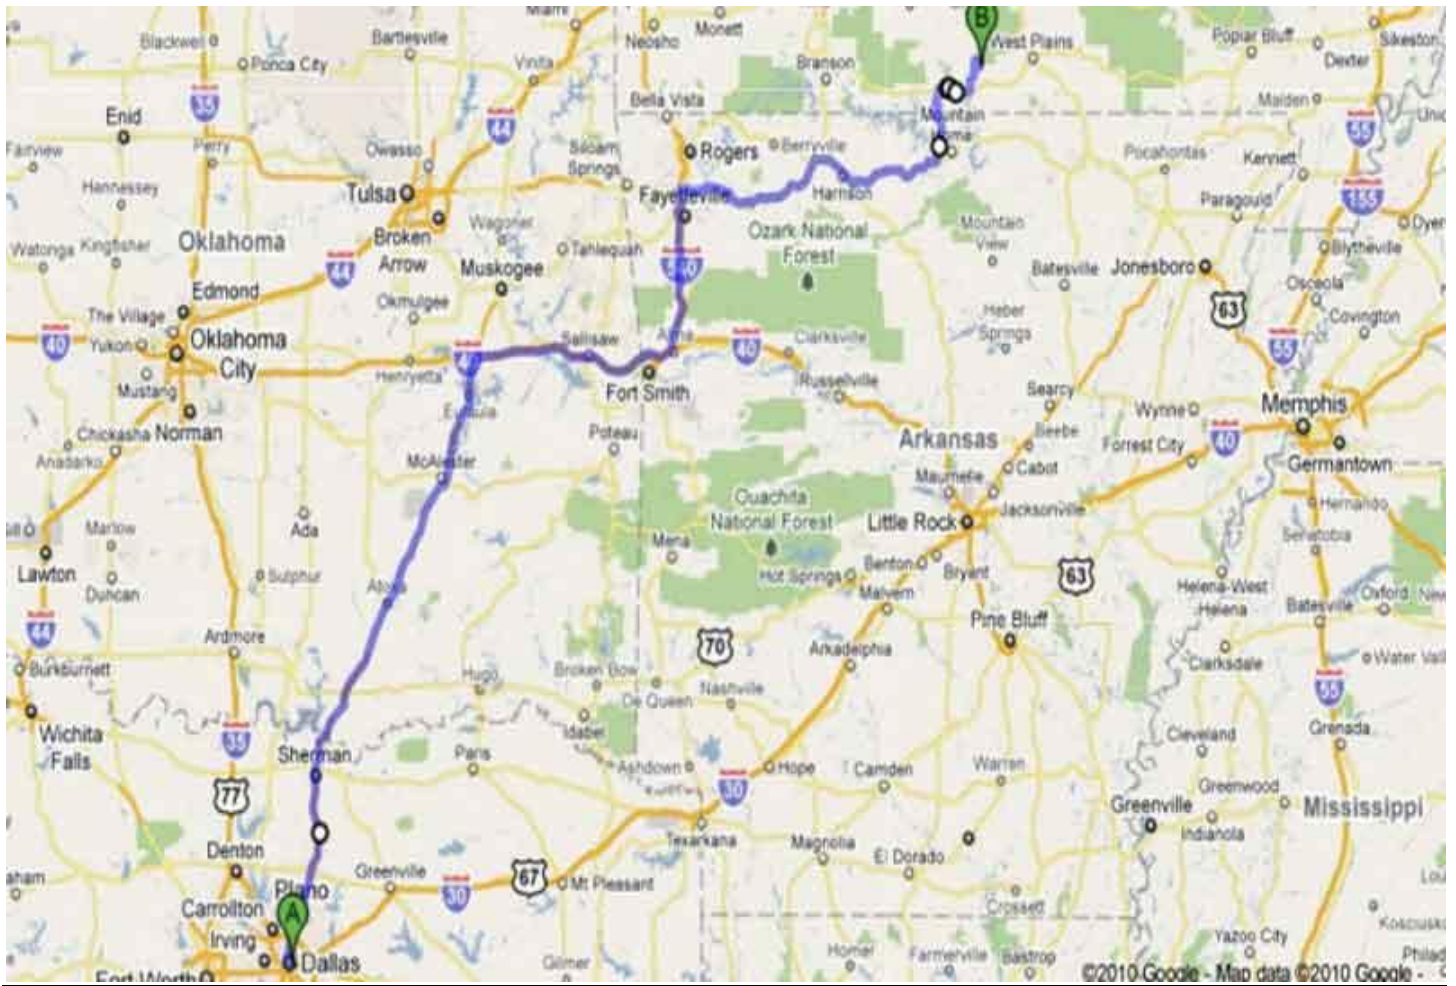 B
Miami
Neosho
Monett
West Plains
Poplar Bluff
Sikeston
Blackwell
Bartlesville
Ponca City
Vinita
Branson
Dexter
35
Bella Vista
Maiden
Enid
44
Mountain
55
Fairview
Perry
Owasso
Siloam
Springs
Rogers
Berryville
Pocahontas
Kennett
Hennessey
Tulsa
Fayetteville
Harrison
Paragould
155
Watonga
Kingfisher
Oklahoma
Broken
Arrow
Wagoner
Tahlequah
Ozark National
Forest
Mountain
View
Blytheville
44
Muskogee
540
Batesville
Jonesboro
Osceola
Edmond
Okmulgee
Heber
Springs
63
Covington
The Village
40
Yukon
Oklahoma
City
Sallisaw
Alma
40
Clarksville
55
Mustang
Henryetta
Fort Smith
Russellville
Searcy
Wynne
Memphis
Chickasha
Norman
Eufaula
Poteau
Arkansas
Beebe
Forrest City
40
Anadarko
McAlester
Maumelle
Cabot
Germantown
Marlow
Ada
Ouachita
National Forest
Little Rock
Jacksonville
Hernando
Mena
Senatobia
Lawton
Duncan
Sulphur
Atoka
Hot Springs
Benton
Bryant
63
Helena-West
Helena
44
Malvern
Batesville
Oxford
Ardmore
70
Pine Bluff
Burkburnett
Arkadelphia
Clarksdale
Water Vall
Hugo
Broken Bow
De Queen
Nashville
55
Wichita
Falls
35
Sherman
Paris
Idabel
Ashdown
Hope
Camden
Warren
Cleveland
Grenada
77
30
Greenville
Greenwood
Mississippi
Texarkana
Magnolia
El Dorado
Indianola
Denton
Greenville
30
67
Mt Pleasant
Plano
A
Carrollton
Irving
Crossett
Kosciusko
Yazoo City
Fort Worth
Dallas
Gilmer
Homer
Farmerville
Bastrop
Philad
©2010 Google - Map data ©2010 Google -